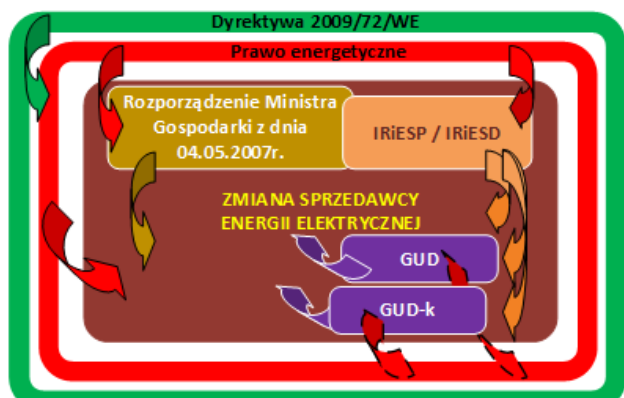 Dyrektywa 2009/72/WE
Prawo energetyczne
Rozporządzenie Ministra
Gospodarki z dnia
04.05.2007r.
IRiESP / IRiESD
ZMIANA SPRZEDAWCY
ENERGII ELEKTRYCZNEJ
GUD
GUD-k